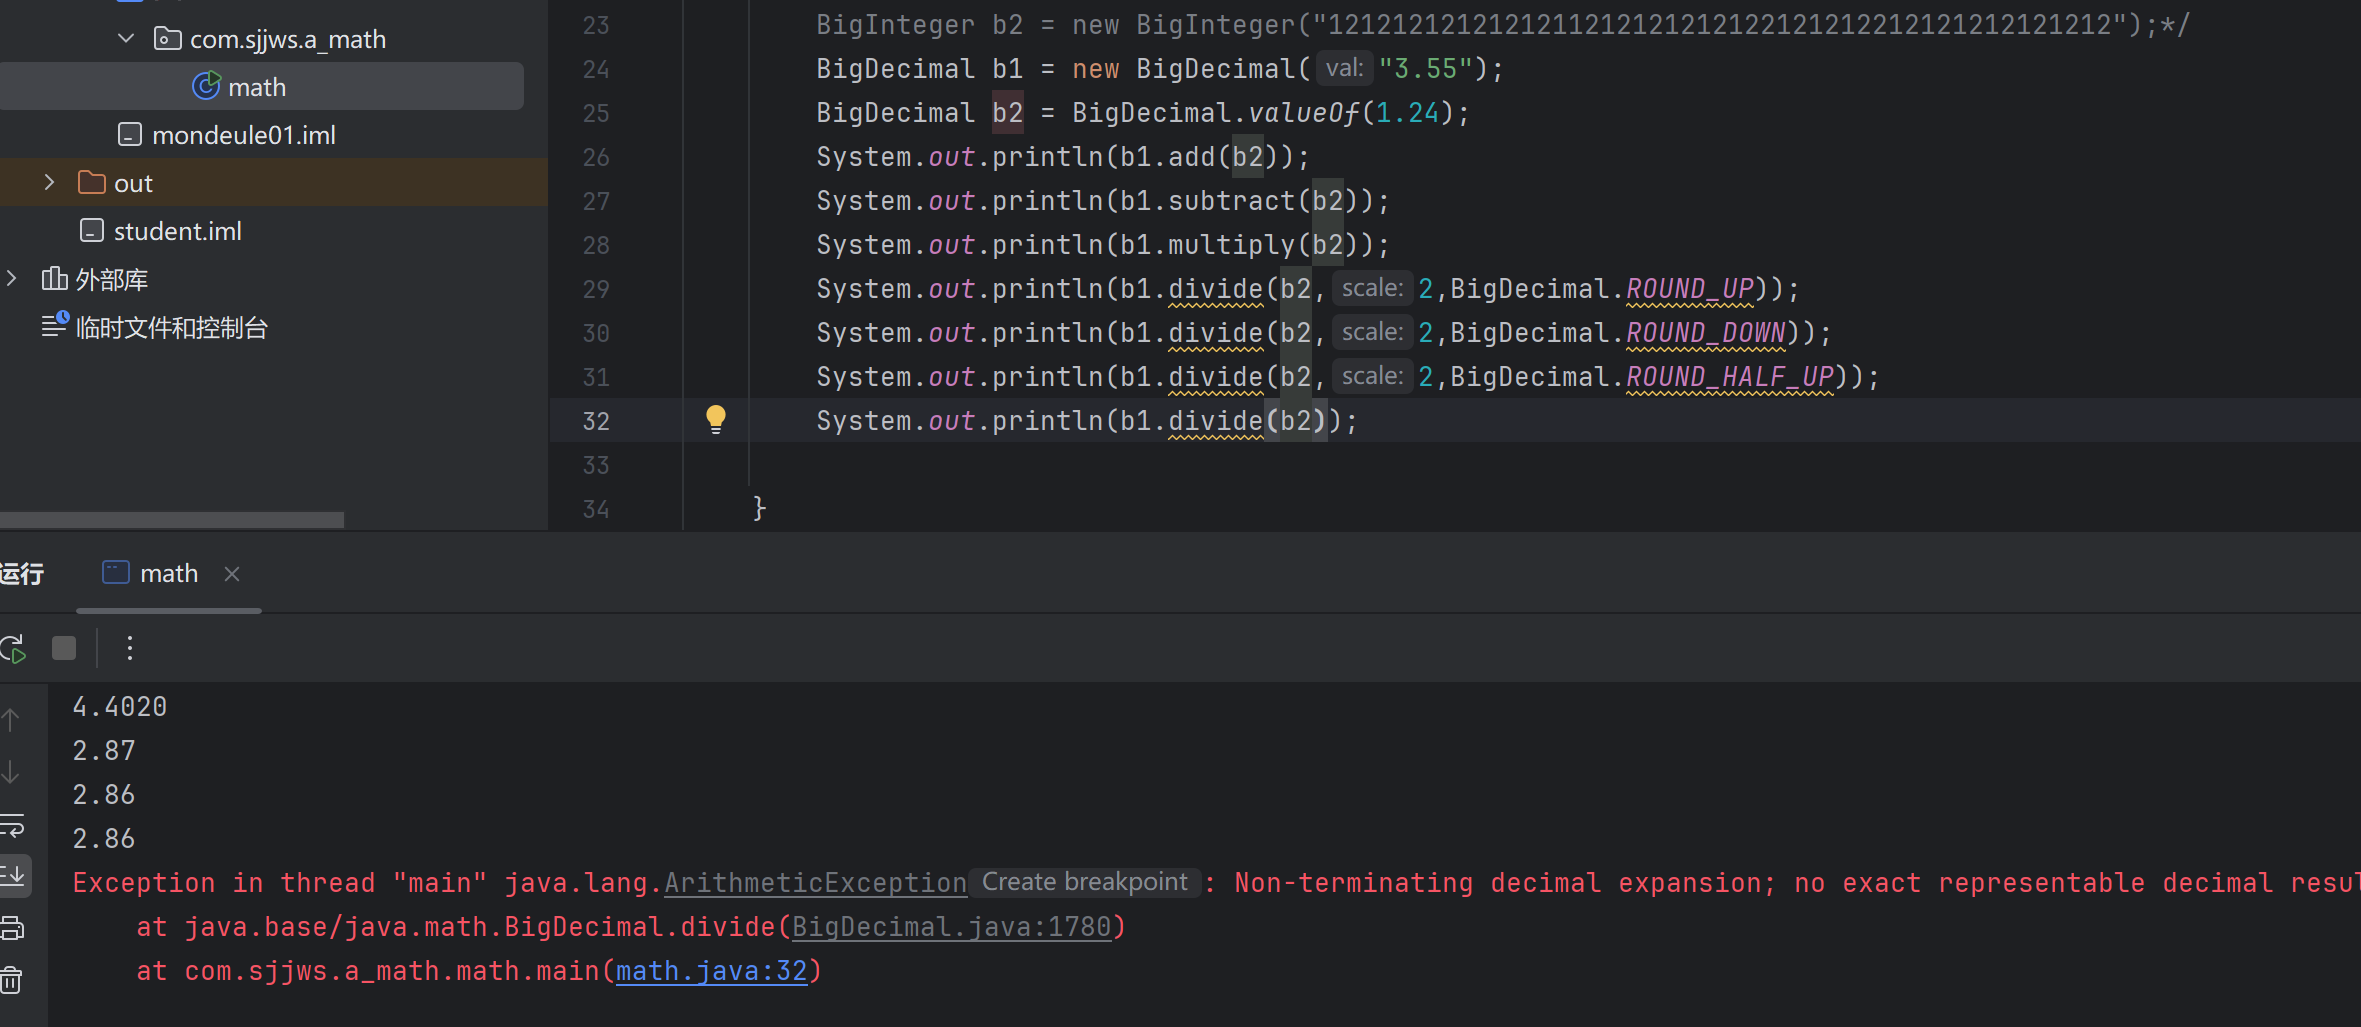 com.sjjws.a_math
math
mondeule01.iml
out
student.iml
外部库
临时文件和控制台
23 BigInteger b2 = new BigInteger("1212121212121211212121212122121212212121212121212");*/
24 BigDecimal b1 = new BigDecimal( val: "3.55");
25 BigDecimal b2 = BigDecimal.valueOf(1.24);
26 System.out.println(b1.add(b2));
27 System.out.println(b1.subtract(b2));
28 System.out.println(b1.multiply(b2));
29 System.out.println(b1.divide(b2, scale: 2,BigDecimal.ROUND_UP));
30 System.out.println(b1.divide(b2, scale: 2,BigDecimal.ROUND_DOWN));
31 System.out.println(b1.divide(b2, scale: 2,BigDecimal.ROUND_HALF_UP));
32 System.out.println(b1.divide(b2));
33
34 }
运行 math
4.4020
2.87
2.86
2.86
Exception in thread "main" java.lang.ArithmeticException Create breakpoint : Non-terminating decimal expansion; no exact representable decimal resul
at java.base/java.math.BigDecimal.divide(BigDecimal.java:1780)
at com.sjjws.a_math.math.main(math.java:32)